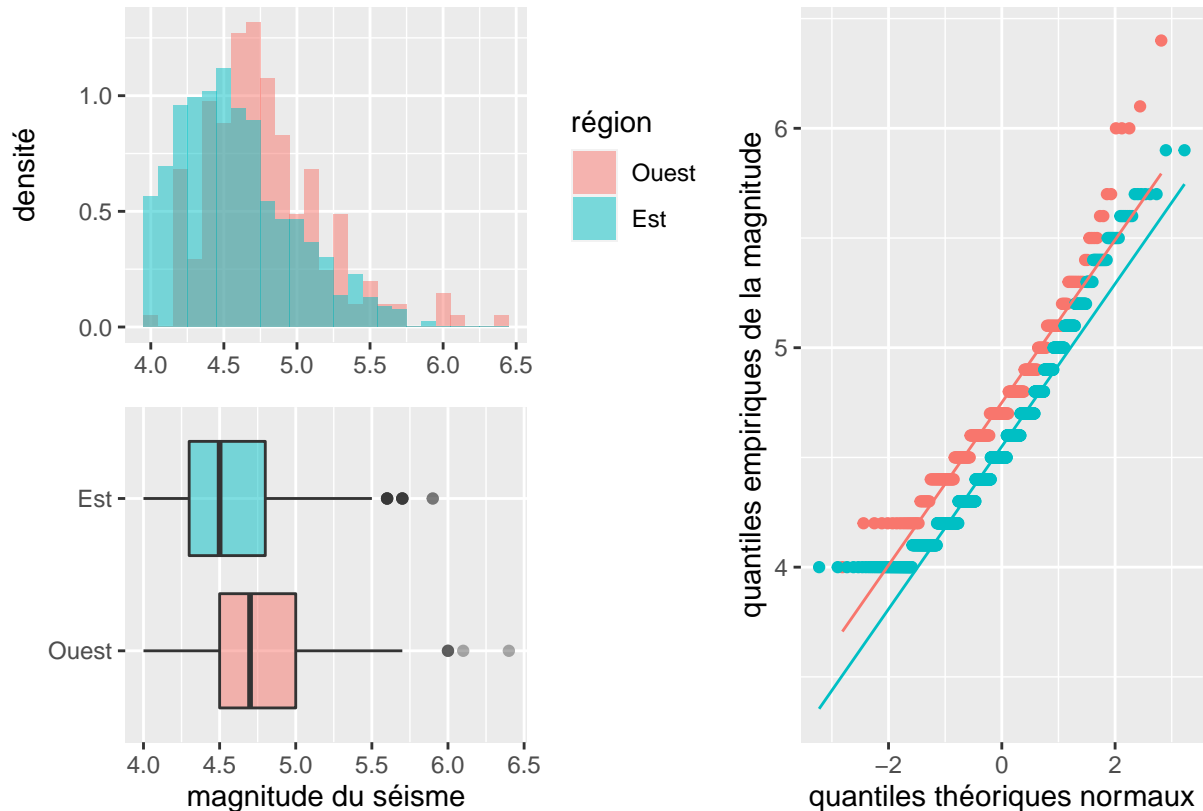 densité
1.0
0.5
0.0
4.0 4.5 5.0 5.5 6.0 6.5
région
Ouest
Est
Est
Ouest
4.0 4.5 5.0 5.5 6.0 6.5
magnitude du séisme
quantiles empiriques de la magnitude
6
5
4
−2 0 2
quantiles théoriques normaux